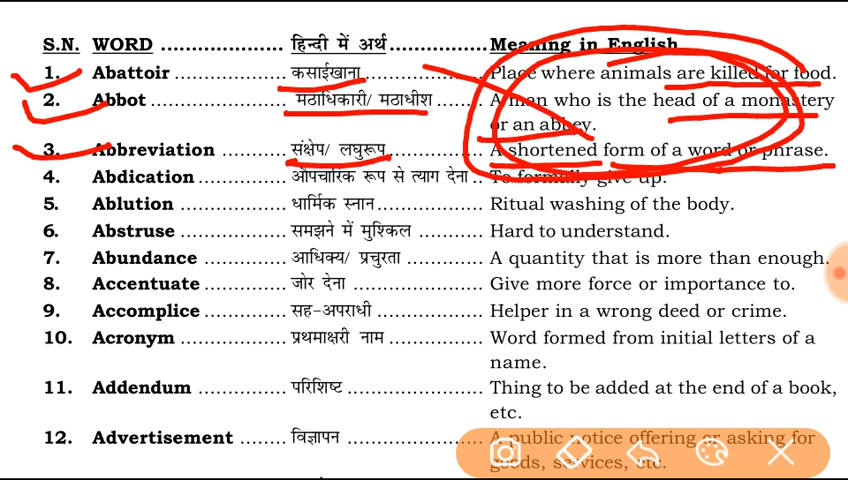 S.N. WORD .................... हिन्दी में अर्थ ................ Meaning in English
1. Abattoir .................. कसाईखाना .................... Place where animals are killed for food.
2. Abbot ...................... मठाधिकारी/ मठाधीश ........ A man who is the head of a monastery
or an abbey.
3. Abbreviation .......... संक्षेप/ लघुरूप ................. A shortened form of a word or phrase.
4. Abdication .............. औपचारिक रूप से त्याग देना .. To formally give up.
5. Ablution .................. धार्मिक स्नान .................. Ritual washing of the body.
6. Abstruse .................. समझने में मुश्किल ........... Hard to understand.
7. Abundance .............. आधिक्य/ प्रचुरता ............. A quantity that is more than enough.
8. Accentuate .............. जोर देना ....................... Give more force or importance to.
9. Accomplice .............. सह-अपराधी .................. Helper in a wrong deed or crime.
10. Acronym .................. प्रथमाक्षरी नाम ................ Word formed from initial letters of a
name.
11. Addendum ............... परिशिष्ट ....................... Thing to be added at the end of a book,
etc.
12. Advertisement ........ विज्ञापन ........................ A public notice offering or asking for
goods, services, etc.